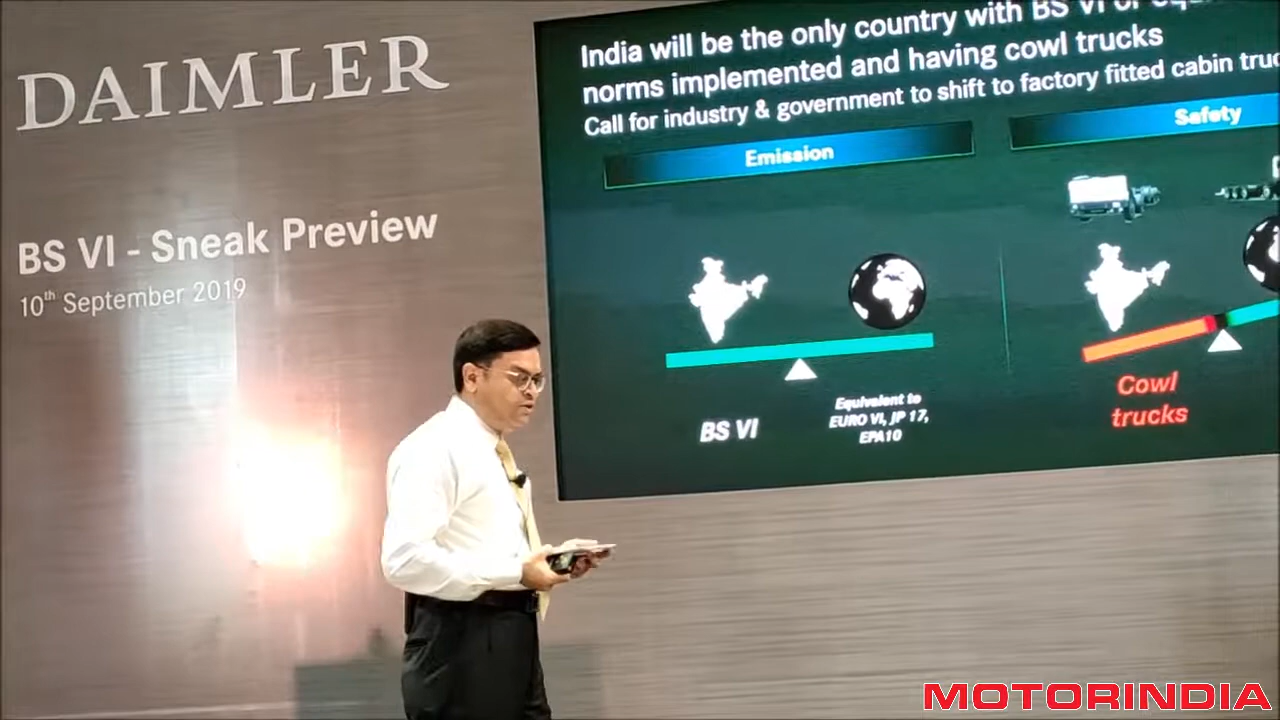 DAIMLER
BS VI - Sneak Preview
10th September 2019
India will be the only country with BS VI or
norms implemented and having cowl trucks
Call for industry & government to shift to factory fitted cabin
Emission
Safety
BS VI
Equivalent to
EURO VI, JP 17,
EPA10
Cowl
trucks
MOTORINDIA